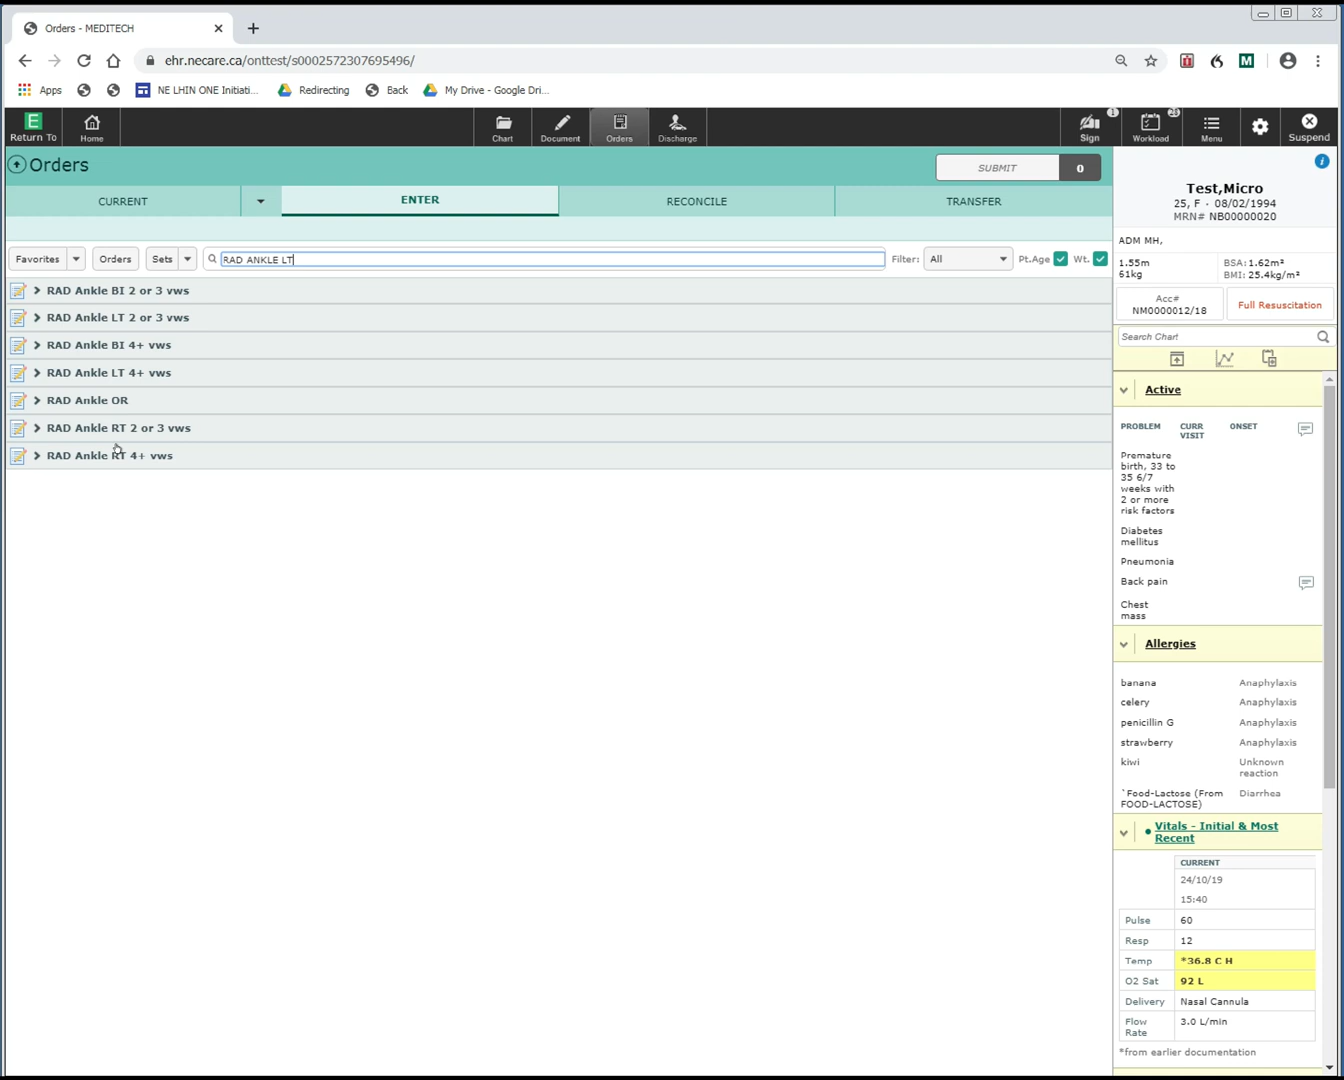 Orders - MEDITECH
ehr.necare.ca/onttest/s0002572307695496/
Apps NE LHIN ONE Initiati... Redirecting Back My Drive - Google Dri...
E
Return To Home Chart Document Orders Discharge Sign 1 Workload Menu Suspend
Orders SUBMIT 0
CURRENT ENTER RECONCILE TRANSFER
Favorites Orders Sets RAD ANKLE LT Filter: All Pt.Age Wt.
RAD Ankle BI 2 or 3 vws
RAD Ankle LT 2 or 3 vws
RAD Ankle BI 4+ vws
RAD Ankle LT 4+ vws
RAD Ankle OR
RAD Ankle RT 2 or 3 vws
RAD Ankle RT 4+ vws
Test,Micro
25, F · 08/02/1994
MRN# NB00000020
ADM MH,
1.55m BSA: 1.62m²
61kg BMI: 25.4kg/m²
Acc#
NM0000012/18
Full Resuscitation
Search Chart
Active
PROBLEM CURR VISIT ONSET
Premature
birth, 33 to
35 6/7
weeks with
2 or more
risk factors
Diabetes
mellitus
Pneumonia
Back pain
Chest
mass
Allergies
banana Anaphylaxis
celery Anaphylaxis
penicillin G Anaphylaxis
strawberry Anaphylaxis
kiwi Unknown
reaction
`Food-Lactose (From Diarrhea
FOOD-LACTOSE)
Vitals - Initial & Most
Recent
CURRENT
24/10/19
15:40
Pulse 60
Resp 12
Temp *36.8 C H
O2 Sat 92 L
Delivery Nasal Cannula
Flow
Rate 3.0 L/min
*from earlier documentation